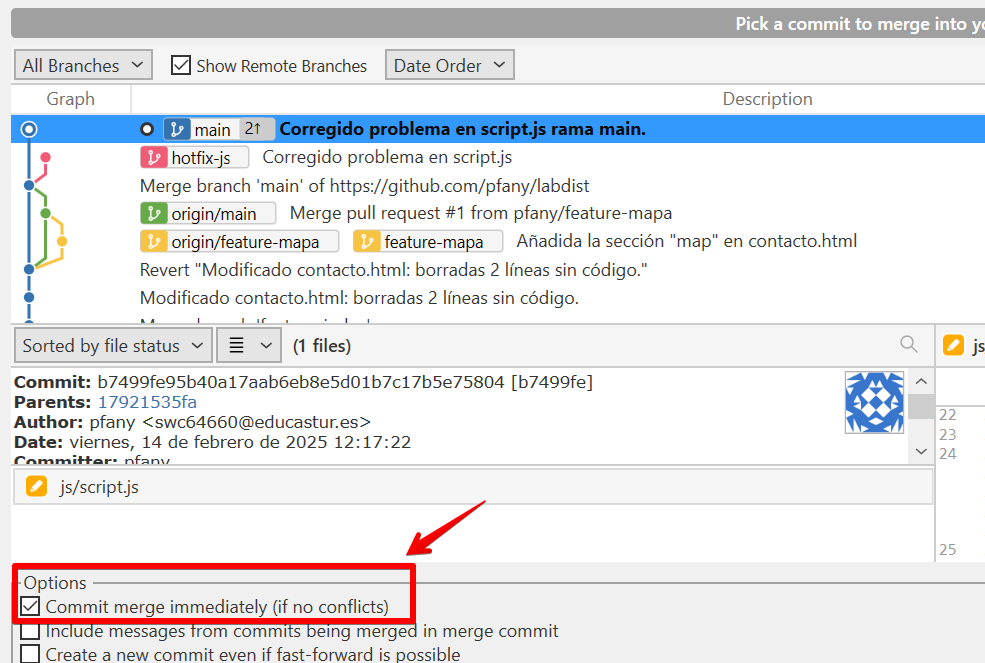 Pick a commit to merge into yo
All Branches Show Remote Branches Date Order
Graph Description
main 2↑ Corregido problema en script.js rama main.
hotfix-js Corregido problema en script.js
Merge branch 'main' of https://github.com/pfany/labdist
origin/main Merge pull request #1 from pfany/feature-mapa
origin/feature-mapa feature-mapa Añadida la sección "map" en contacto.html
Revert "Modificado contacto.html: borradas 2 líneas sin código."
Modificado contacto.html: borradas 2 líneas sin código.
Sorted by file status (1 files) js
Commit: b7499fe95b40a17aab6eb8e5d01b7c17b5e75804 [b7499fe]
Parents: 17921535fa
Author: pfany <swc64660@educastur.es>
Date: viernes, 14 de febrero de 2025 12:17:22
Committer: pfany
22
23
24
js/script.js
25
Options
Commit merge immediately (if no conflicts)
Include messages from commits being merged in merge commit
Create a new commit even if fast-forward is possible